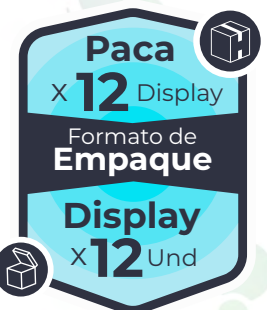 Paca
X 12 Display
Formato de
Empaque
Display
X 12 Und